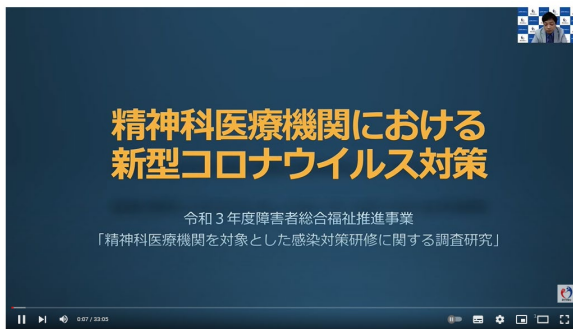 精神科医療機関における
新型コロナウイルス対策
令和3年度障害者総合福祉推進事業
「精神科医療機関を対象とした感染対策研修に関する調査研究」
0:07 / 33:05